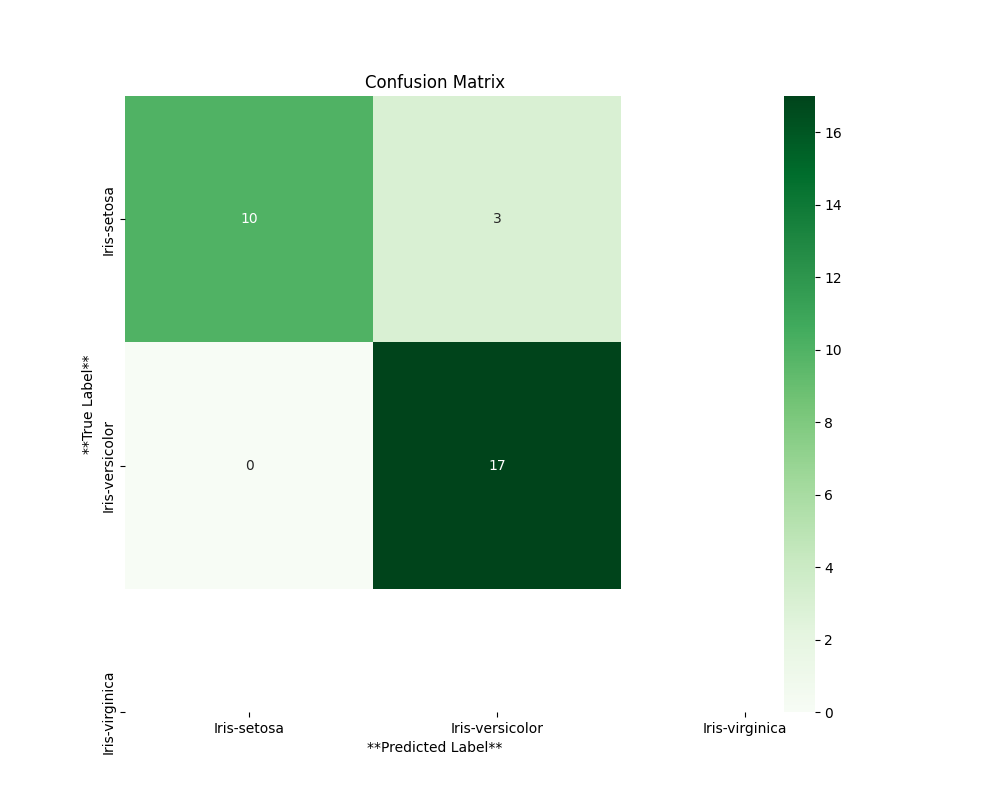 Confusion Matrix
**True Label**
Iris-setosa
Iris-versicolor
Iris-virginica
10
3
0
17
Iris-setosa
Iris-versicolor
Iris-virginica
**Predicted Label**
16
14
12
10
8
6
4
2
0